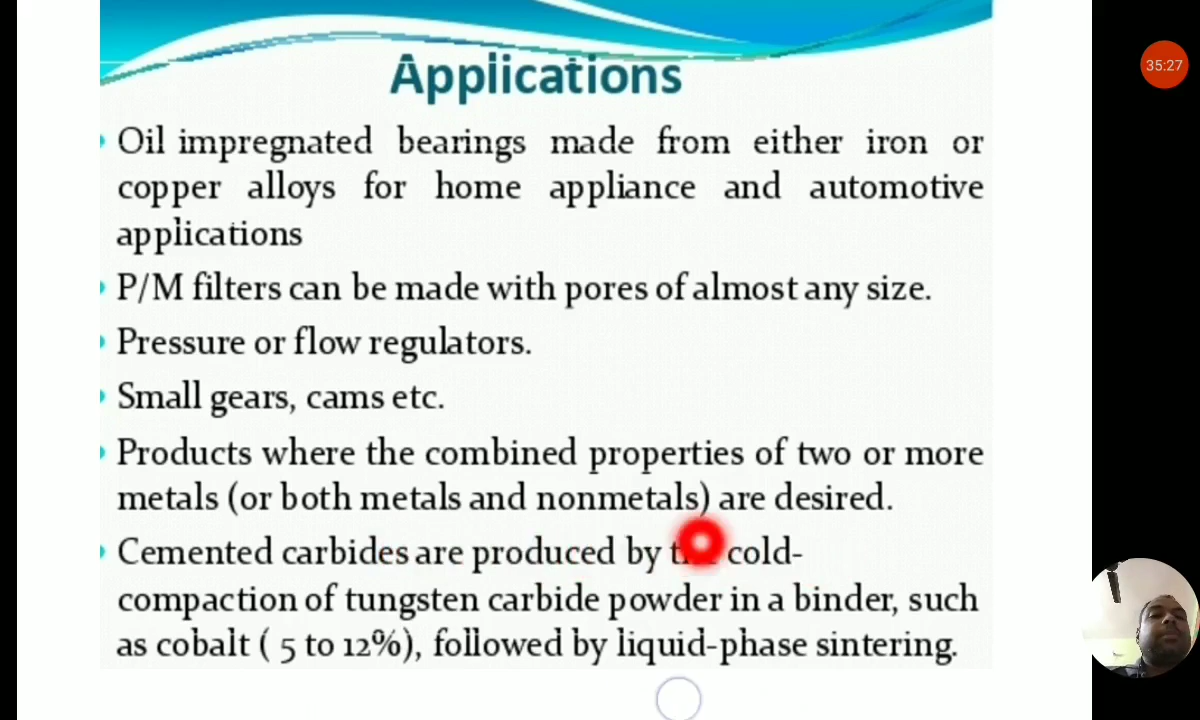 35:27
Applications
Oil impregnated bearings made from either iron or
copper alloys for home appliance and automotive
applications
P/M filters can be made with pores of almost any size.
Pressure or flow regulators.
Small gears, cams etc.
Products where the combined properties of two or more
metals (or both metals and nonmetals) are desired.
Cemented carbides are produced by cold-
compaction of tungsten carbide powder in a binder, such
as cobalt ( 5 to 12%), followed by liquid-phase sintering.